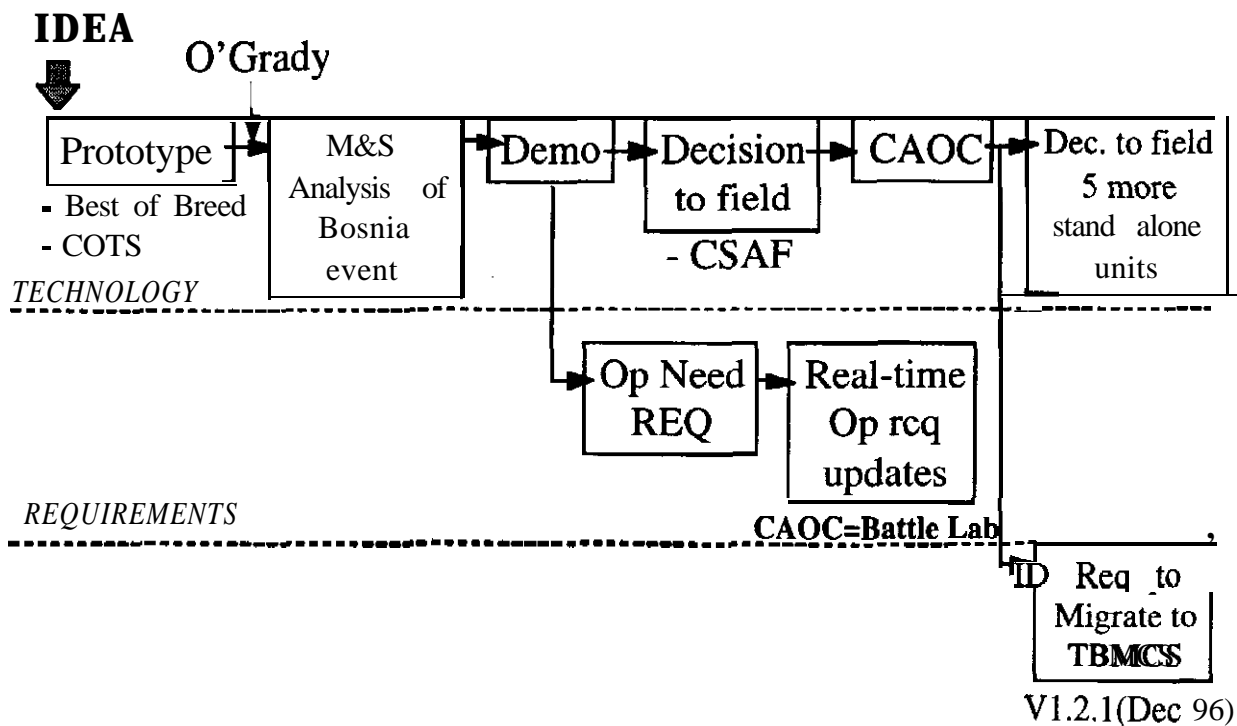 IDEA
O'Grady
Prototype
- Best of Breed
- COTS
M&S
Analysis of
Bosnia
event
Demo
Decision
to field
- CSAF
CAOC
Dec. to field
5 more
stand alone
units
TECHNOLOGY
Op Need
REQ
Real-time
Op rcq
updates
REQUIREMENTS
CAOC=Battle Lab
ID Req to
Migrate to
TBMCS
V1.2.1(Dec 96)